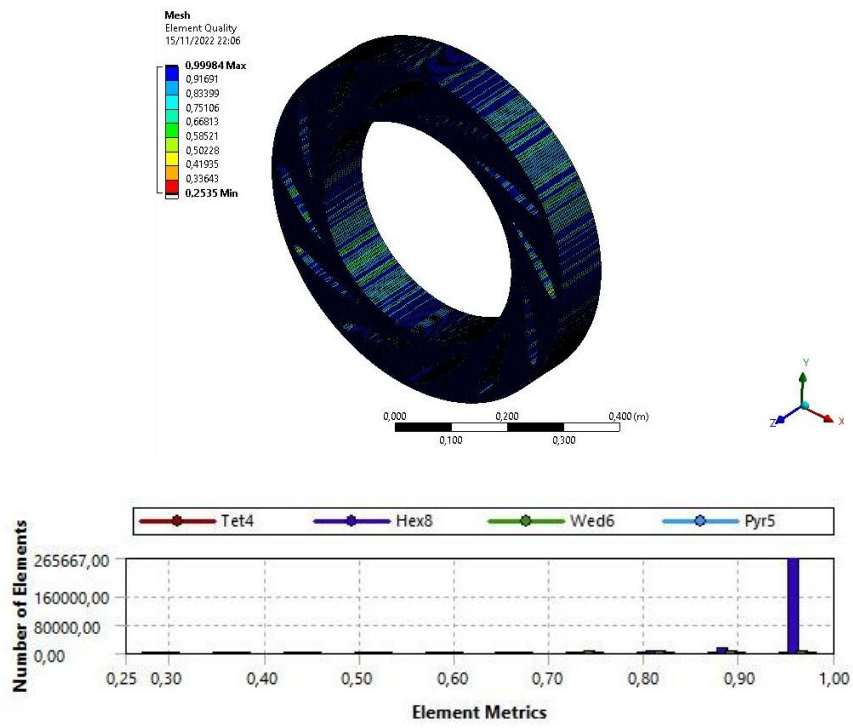 Mesh
Element Quality
15/11/2022 22:06
0,99984 Max
0,91691
0,83399
0,75106
0,66813
0,58521
0,50228
0,41935
0,33643
0,2535 Min
0,000 0,200 0,400 (m)
0,100 0,300
Y
Z X
Tet4 Hex8 Wed6 Pyr5
Number of Elements
265667,00
160000,00
80000,00
0,00
0,25 0,30 0,40 0,50 0,60 0,70 0,80 0,90 1,00
Element Metrics